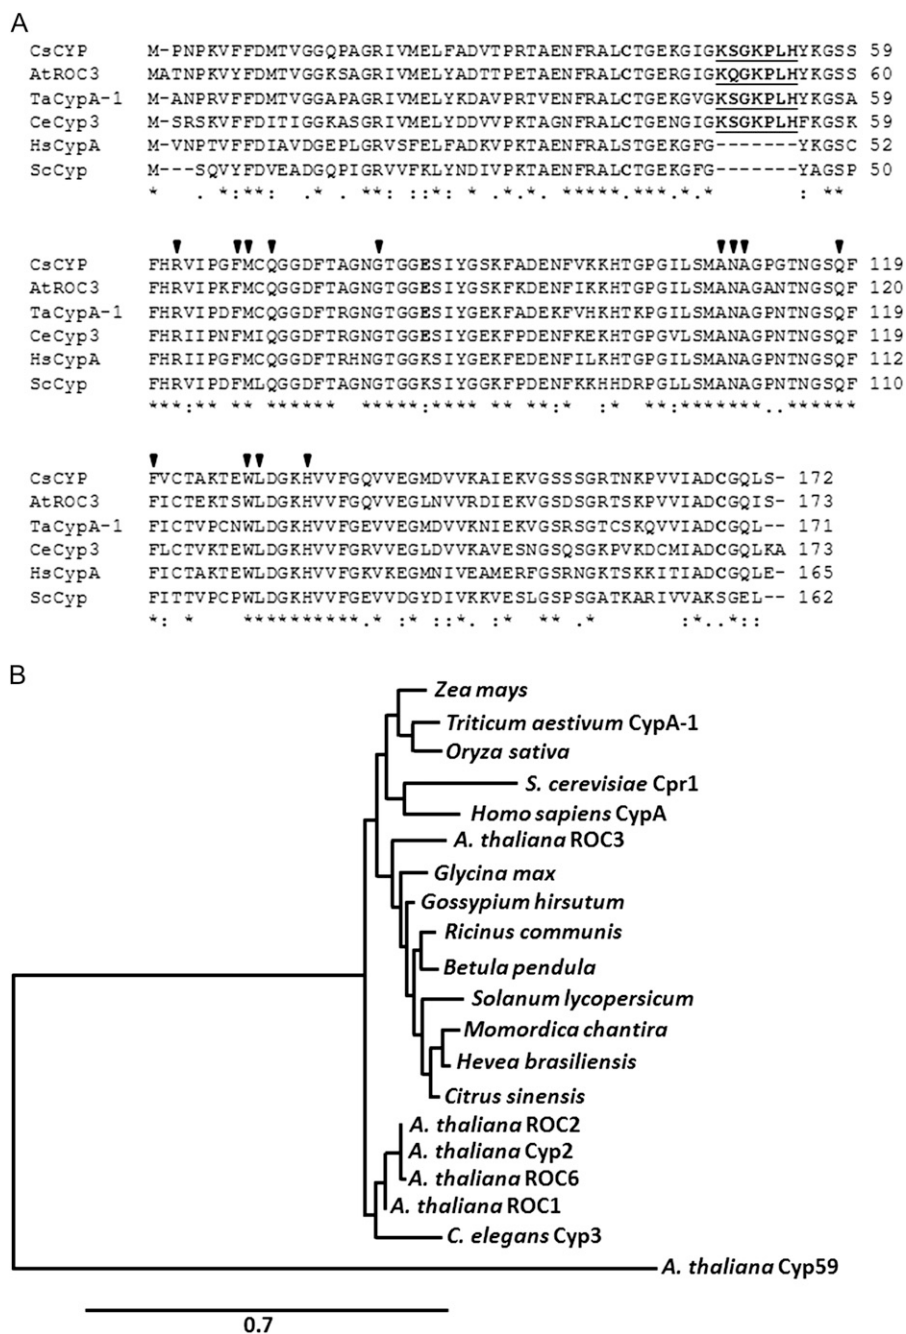 A
CsCYP M-PNPKVFFDMTVGGQPAGRIVMELFADVTPRTAENFRALCTGEKGIGKSGKPLHYKGSS 59
AtROC3 MATNPKVYFDMTVGGKSAGRIVMELYADTTPETAENFRALCTGERGIGKQGKPLHYKGSS 60
TaCypA-1 M-ANPRVFFDMTVGGAPAGRIVMELYKDAVPRTVENFRALCTGEKGVGKSGKPLHYKGSA 59
CeCyp3 M-SRSKVFFDITIGGKASGRIVMELYDDVVPKTAGNFRALCTGENGIGKSGKPLHFKGSK 59
HsCypA M-VNPTVFFDIAVDGEPLGRVSFELFADKVPKTAENFRALSTGEKGFG-------YKGSC 52
ScCyp M---SQVYFDVEADGQPIGRVVFKLYNDIVPKTAENFRALCTGEKGFG-------YAGSP 50
* . *:** .* . **: :: :* * .*.*. *****.***.*.* : **
CsCYP FHRVIPGFMCQGGDFTAGNGTGGESIYGSKFADENFVKKHTGPGILSMANAGPGTNGSQF 119
AtROC3 FHRVIPKFMCQGGDFTAGNGTGGESIYGSKFADENFIKKHTGPGILSMANAGANTNGSQF 120
TaCypA-1 FHRVIPDFMCQGGDFTRGNGTGGESIYGEKFADEKFVHKHTKPGILSMANAGPNTNGSQF 119
CeCyp3 FHRIIPNFMIQGGDFTRGNGTGGESIYGEKFPDENFKEKHTGPGVLSMANAGPNTNGSQF 119
HsCypA FHRIIPGFMCQGGDFTRHNGTGGKSIYGEKFEDENFILKHTGPGILSMANAGPNTNGSQF 112
ScCyp FHRVIPDFMLQGGDFTAGNGTGGKSIYGGKFPDENFKKHHDRPGLLSMANAGPNTNGSQF 110
***:** ** ****** *****:**** ** **:* :* **:*******..******
CsCYP FVCTAKTEWLDGKHVVFGQVVEGMDVVKAIEKVGSSSGRTNKPVVIADCGQLS- 172
AtROC3 FICTEKTSWLDGKHVVFGQVVEGLNVVRDIEKVGSDSGRTSKPVVIADCGQIS- 173
TaCypA-1 FICTVPCNWLDGKHVVFGEVVEGMDVVKNIEKVGSRSGTCSKQVVIADCGQL-- 171
CeCyp3 FLCTVKTEWLDGKHVVFGRVVEGLDVVKAVESNGSQSGKPVKDCMIADCGQLKA 173
HsCypA FICTAKTEWLDGKHVVFGKVKEGMNIVEAMERFGSRNGKTSKKITIADCGQLE- 165
ScCyp FITTVPCPWLDGKHVVFGEVVDGYDIVKKVESLGSPSGATKARIVVAKSGEL-- 162
*: * **********.* :* ::*. :* ** .* :*..*::
B
Zea mays
Triticum aestivum CypA-1
Oryza sativa
S. cerevisiae Cpr1
Homo sapiens CypA
A. thaliana ROC3
Glycina max
Gossypium hirsutum
Ricinus communis
Betula pendula
Solanum lycopersicum
Momordica chantira
Hevea brasiliensis
Citrus sinensis
A. thaliana ROC2
A. thaliana Cyp2
A. thaliana ROC6
A. thaliana ROC1
C. elegans Cyp3
A. thaliana Cyp59
0.7